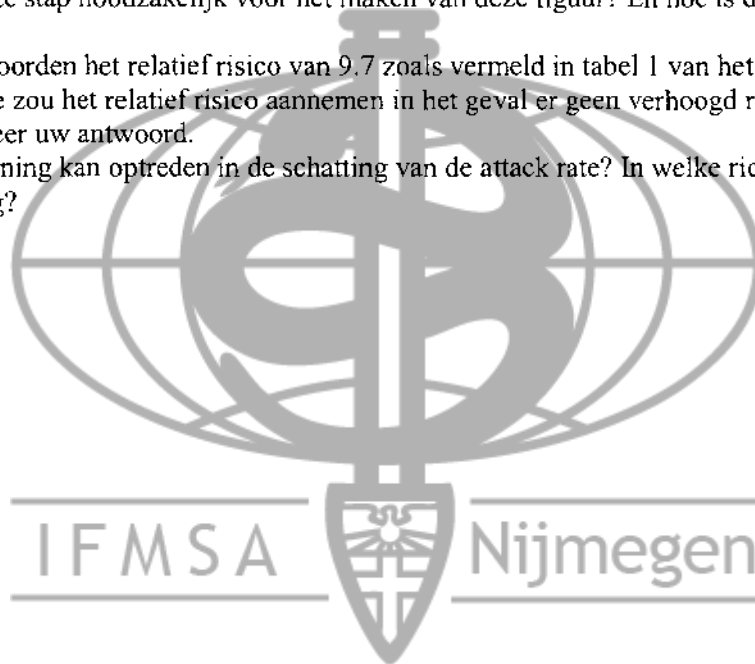 stap noodzakelijk voor het maken van deze figuur? En hoe is d
oorden het relatief risico van 9.7 zoals vermeld in tabel 1 van het
e zou het relatief risico aannemen in het geval er geen verhoogd r
eer uw antwoord.
ning kan optreden in de schatting van de attack rate? In welke ric
g?
IFMSA Nijmegen